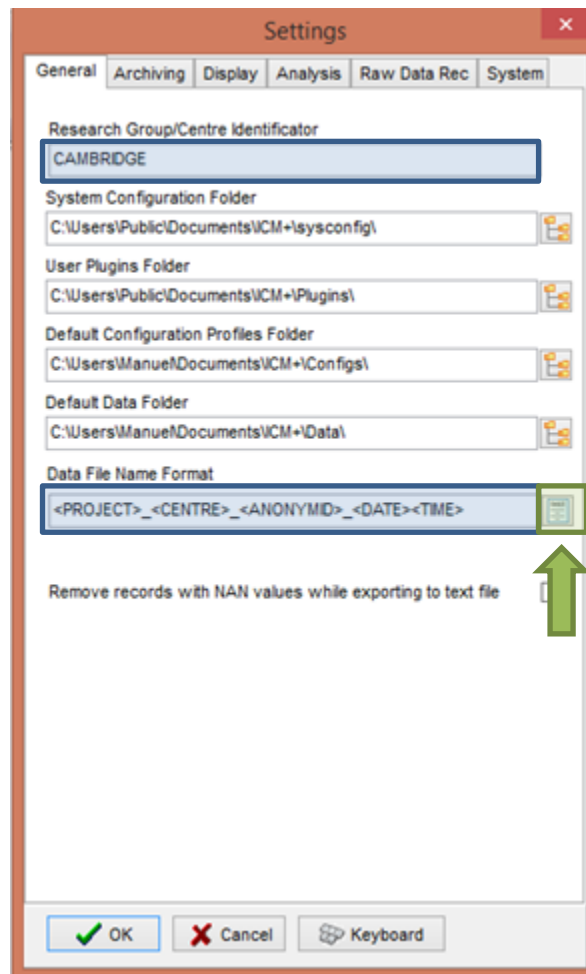 Settings
General Archiving Display Analysis Raw Data Rec System
Research Group/Centre Identificator
CAMBRIDGE
System Configuration Folder
C:\Users\Public\Documents\ICM+\sysconfig\
User Plugins Folder
C:\Users\Public\Documents\ICM+\Plugins\
Default Configuration Profiles Folder
C:\Users\Manuel\Documents\ICM+\Configs\
Default Data Folder
C:\Users\Manuel\Documents\ICM+\Data\
Data File Name Format
<PROJECT>_<CENTRE>_<ANONYMID>_<DATE><TIME>
Remove records with NAN values while exporting to text file
OK Cancel Keyboard